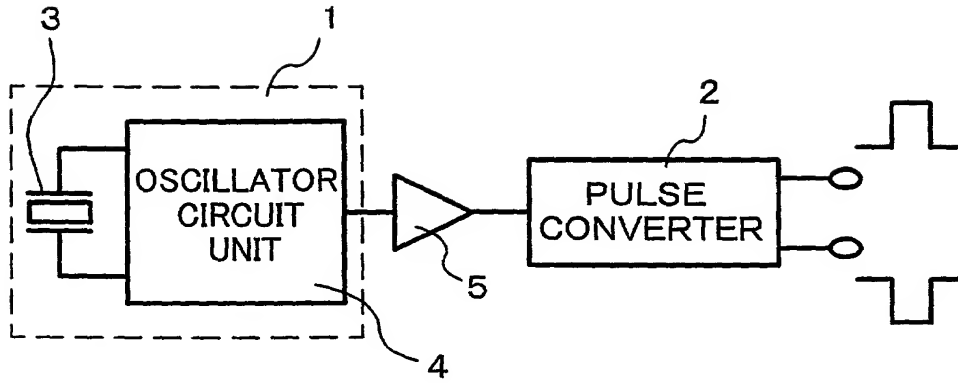 3
1
2
OSCILLATOR
CIRCUIT
UNIT
PULSE
CONVERTER
5
4